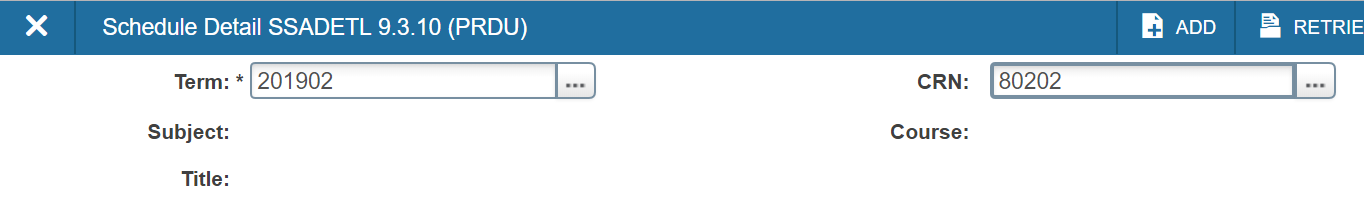 Schedule Detail SSADETL 9.3.10 (PRDU) ADD RETRIE
Term: * 201902 ... CRN: 80202 ...
Subject: Course:
Title: